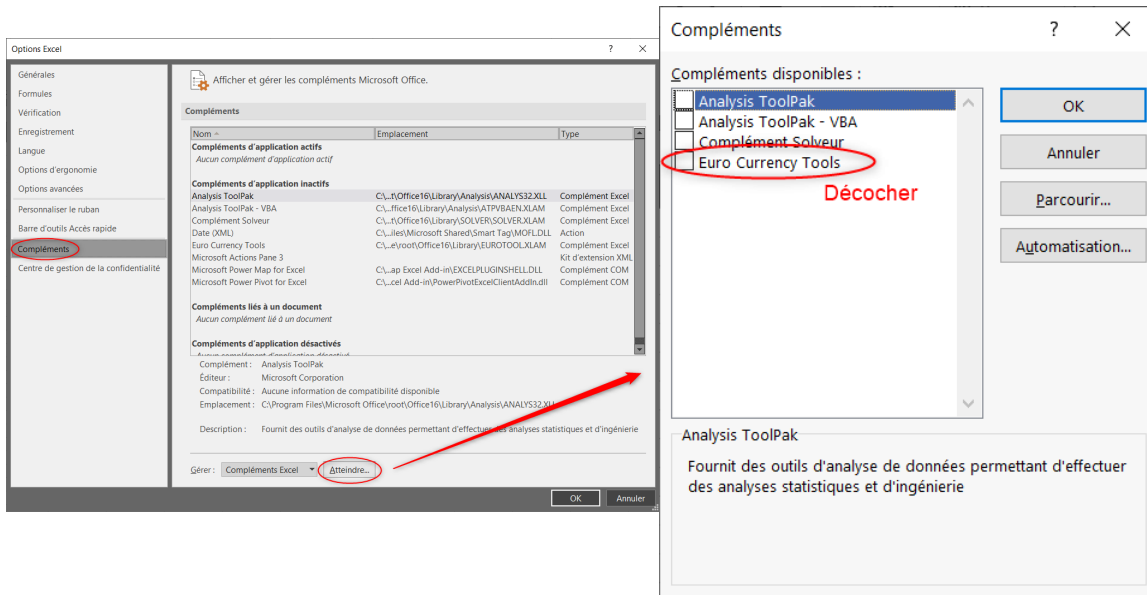 Options Excel
?
×
Générales
Formules
Vérification
Enregistrement
Langue
Options d'ergonomie
Options avancées
Personnaliser le ruban
Barre d'outils Accès rapide
Compléments
Centre de gestion de la confidentialité
Afficher et gérer les compléments Microsoft Office.
Compléments
Nom Emplacement Type
Compléments d'application actifs
Aucun complément d'application actif
Compléments d'application inactifs
Analysis ToolPak C:\...t\Office16\Library\Analysis\ANALYS32.XLL Complément Excel
Analysis ToolPak - VBA C:\...ffice16\Library\Analysis\ATPVBAEN.XLAM Complément Excel
Complément Solveur C:\...t\Office16\Library\SOLVER\SOLVER.XLAM Complément Excel
Date (XML) C:\...iles\Microsoft Shared\Smart Tag\MOFL.DLL Action
Euro Currency Tools C:\...e\root\Office16\Library\EUROTOOL.XLAM Complément Excel
Microsoft Actions Pane 3 Kit d'extension XML
Microsoft Power Map for Excel C:\...ap Excel Add-in\EXCELPLUGINSHELL.DLL Complément COM
Microsoft Power Pivot for Excel C:\...cel Add-in\PowerPivotExcelClientAddIn.dll Complément COM
Compléments liés à un document
Aucun complément lié à un document
Compléments d'application désactivés
Aucun complément d'application désactivé
Complément : Analysis ToolPak
Éditeur : Microsoft Corporation
Compatibilité : Aucune information de compatibilité disponible
Emplacement : C:\Program Files\Microsoft Office\root\Office16\Library\Analysis\ANALYS32.XLL
Description : Fournit des outils d'analyse de données permettant d'effectuer des analyses statistiques et d'ingénierie
Gérer : Compléments Excel Atteindre...
OK Annuler
Compléments
?
×
Compléments disponibles :
Analysis ToolPak
Analysis ToolPak - VBA
Complément Solveur
Euro Currency Tools
Décocher
OK
Annuler
Parcourir...
Automatisation...
Analysis ToolPak
Fournit des outils d'analyse de données permettant d'effectuer
des analyses statistiques et d'ingénierie